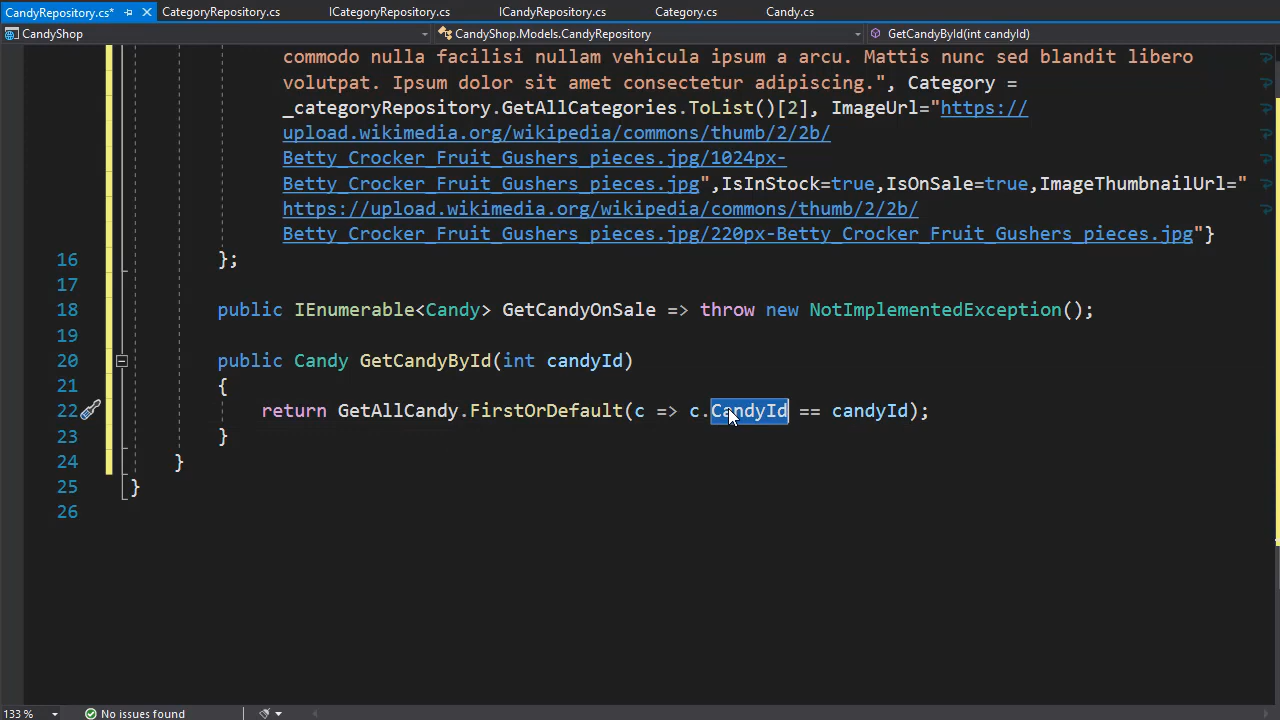 CandyRepository.cs* CategoryRepository.cs ICategoryRepository.cs ICandyRepository.cs Category.cs Candy.cs
CandyShop CandyShop.Models.CandyRepository GetCandyById(int candyId)
commodo nulla facilisi nullam vehicula ipsum a arcu. Mattis nunc sed blandit libero
volutpat. Ipsum dolor sit amet consectetur adipiscing.", Category =
_categoryRepository.GetAllCategories.ToList()[2], ImageUrl="https://
upload.wikimedia.org/wikipedia/commons/thumb/2/2b/
Betty_Crocker_Fruit_Gushers_pieces.jpg/1024px-
Betty_Crocker_Fruit_Gushers_pieces.jpg",IsInStock=true,IsOnSale=true,ImageThumbnailUrl="
https://upload.wikimedia.org/wikipedia/commons/thumb/2/2b/
Betty_Crocker_Fruit_Gushers_pieces.jpg/220px-Betty_Crocker_Fruit_Gushers_pieces.jpg"}
16 };
17
18 public IEnumerable<Candy> GetCandyOnSale => throw new NotImplementedException();
19
20 public Candy GetCandyById(int candyId)
21 {
22 return GetAllCandy.FirstOrDefault(c => c.CandyId == candyId);
23 }
24 }
25 }
26
133 % No issues found